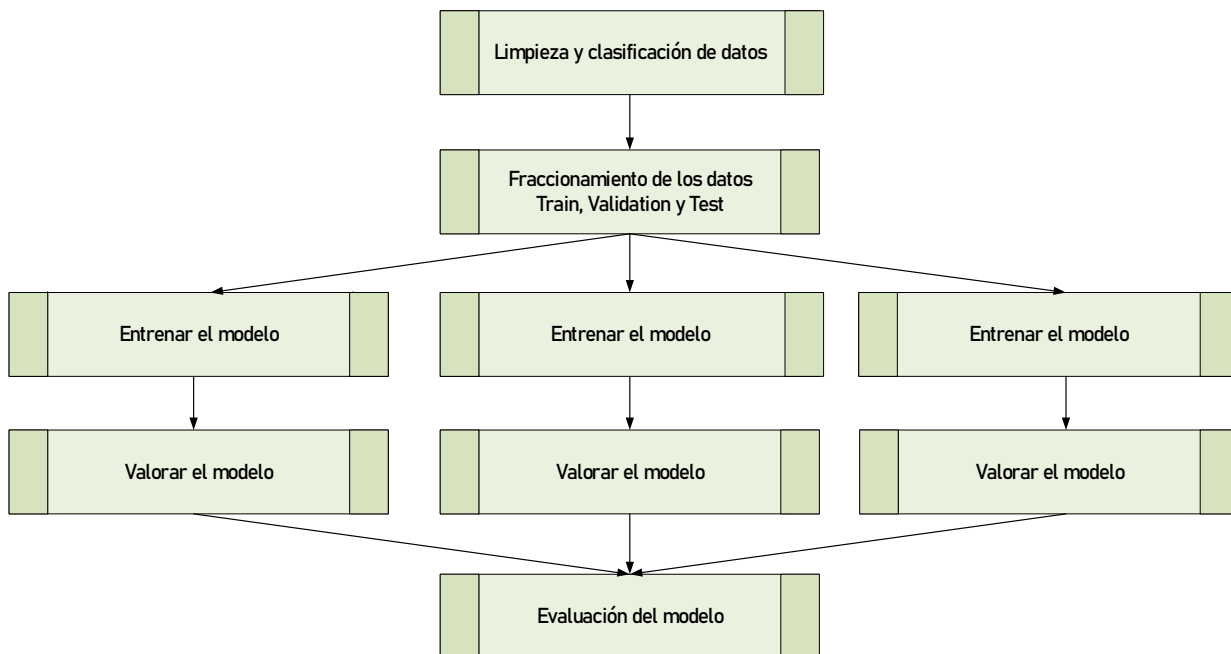 Limpieza y clasificación de datos
Fraccionamiento de los datos
Train, Validation y Test
Entrenar el modelo
Entrenar el modelo
Entrenar el modelo
Valorar el modelo
Valorar el modelo
Valorar el modelo
Evaluación del modelo